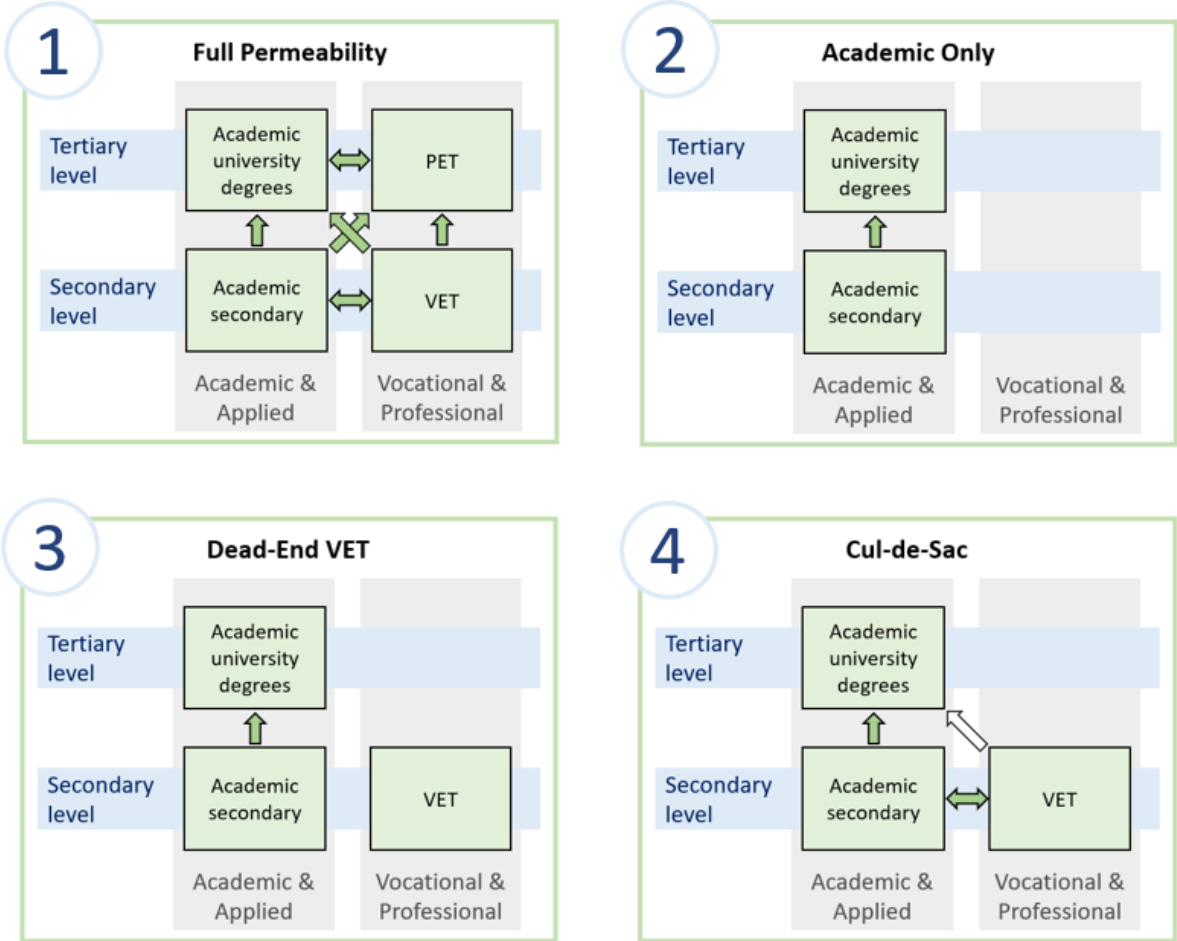 1
Full Permeability
Tertiary
level
Academic
university
degrees
PET
Secondary
level
Academic
secondary
VET
Academic &
Applied
Vocational &
Professional
2
Academic Only
Tertiary
level
Academic
university
degrees
Secondary
level
Academic
secondary
Academic &
Applied
Vocational &
Professional
3
Dead-End VET
Tertiary
level
Academic
university
degrees
Secondary
level
Academic
secondary
VET
Academic &
Applied
Vocational &
Professional
4
Cul-de-Sac
Tertiary
level
Academic
university
degrees
Secondary
level
Academic
secondary
VET
Academic &
Applied
Vocational &
Professional